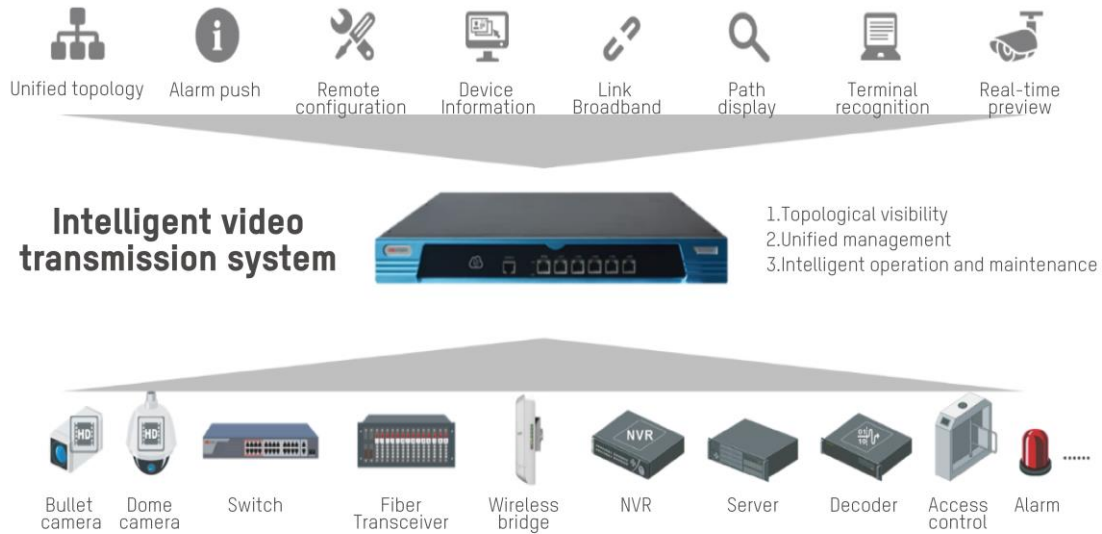 Unified topology
Alarm push
Remote
configuration
Device
Information
Link
Broadband
Path
display
Terminal
recognition
Real-time
preview
Intelligent video
transmission system
1.Topological visibility
2.Unified management
3.Intelligent operation and maintenance
HD
HD
NVR
Bullet
camera
Dome
camera
Switch
Fiber
Transceiver
Wireless
bridge
NVR
Server
Decoder
Access
control
Alarm
......